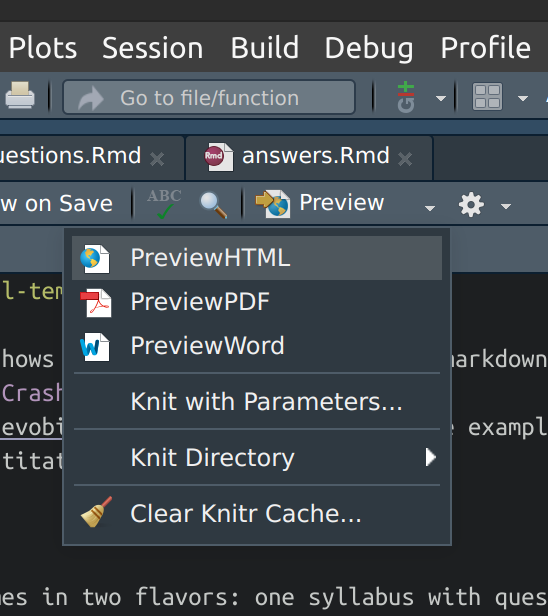 Plots Session Build Debug Profile
Go to file/function
uestions.Rmd answers.Rmd
w on Save ABC Preview
PreviewHTML
PreviewPDF
PreviewWord
Knit with Parameters...
Knit Directory
Clear Knitr Cache...
l-tem
hows markdown
Crash
evobi e exampl
titat
es in two flavors: one syllabus with ques